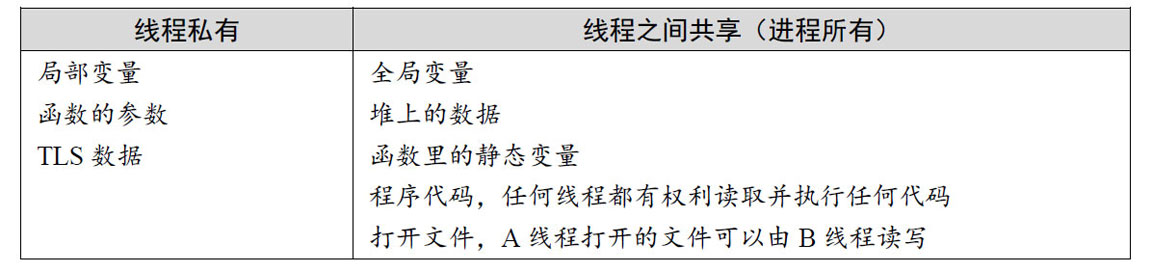 线程私有
线程之间共享（进程所有）
局部变量
函数的参数
TLS 数据
全局变量
堆上的数据
函数里的静态变量
程序代码，任何线程都有权利读取并执行任何代码
打开文件，A 线程打开的文件可以由 B 线程读写